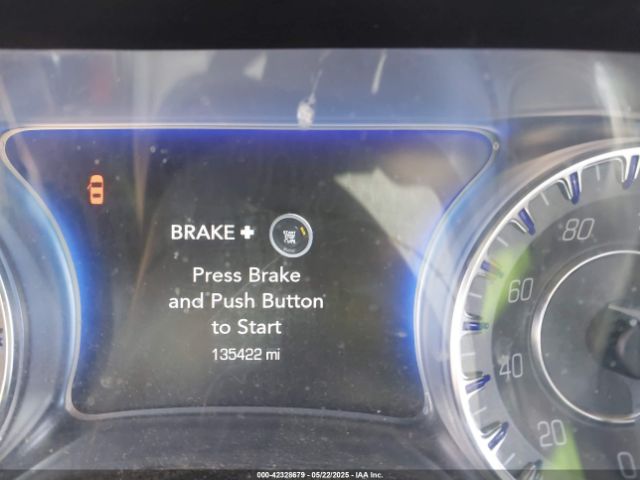 BRAKE +
Press Brake
and Push Button
to Start
135422 mi
80
60
40
20
0
000-42328679 - 05/22/2025 - IAA Inc.